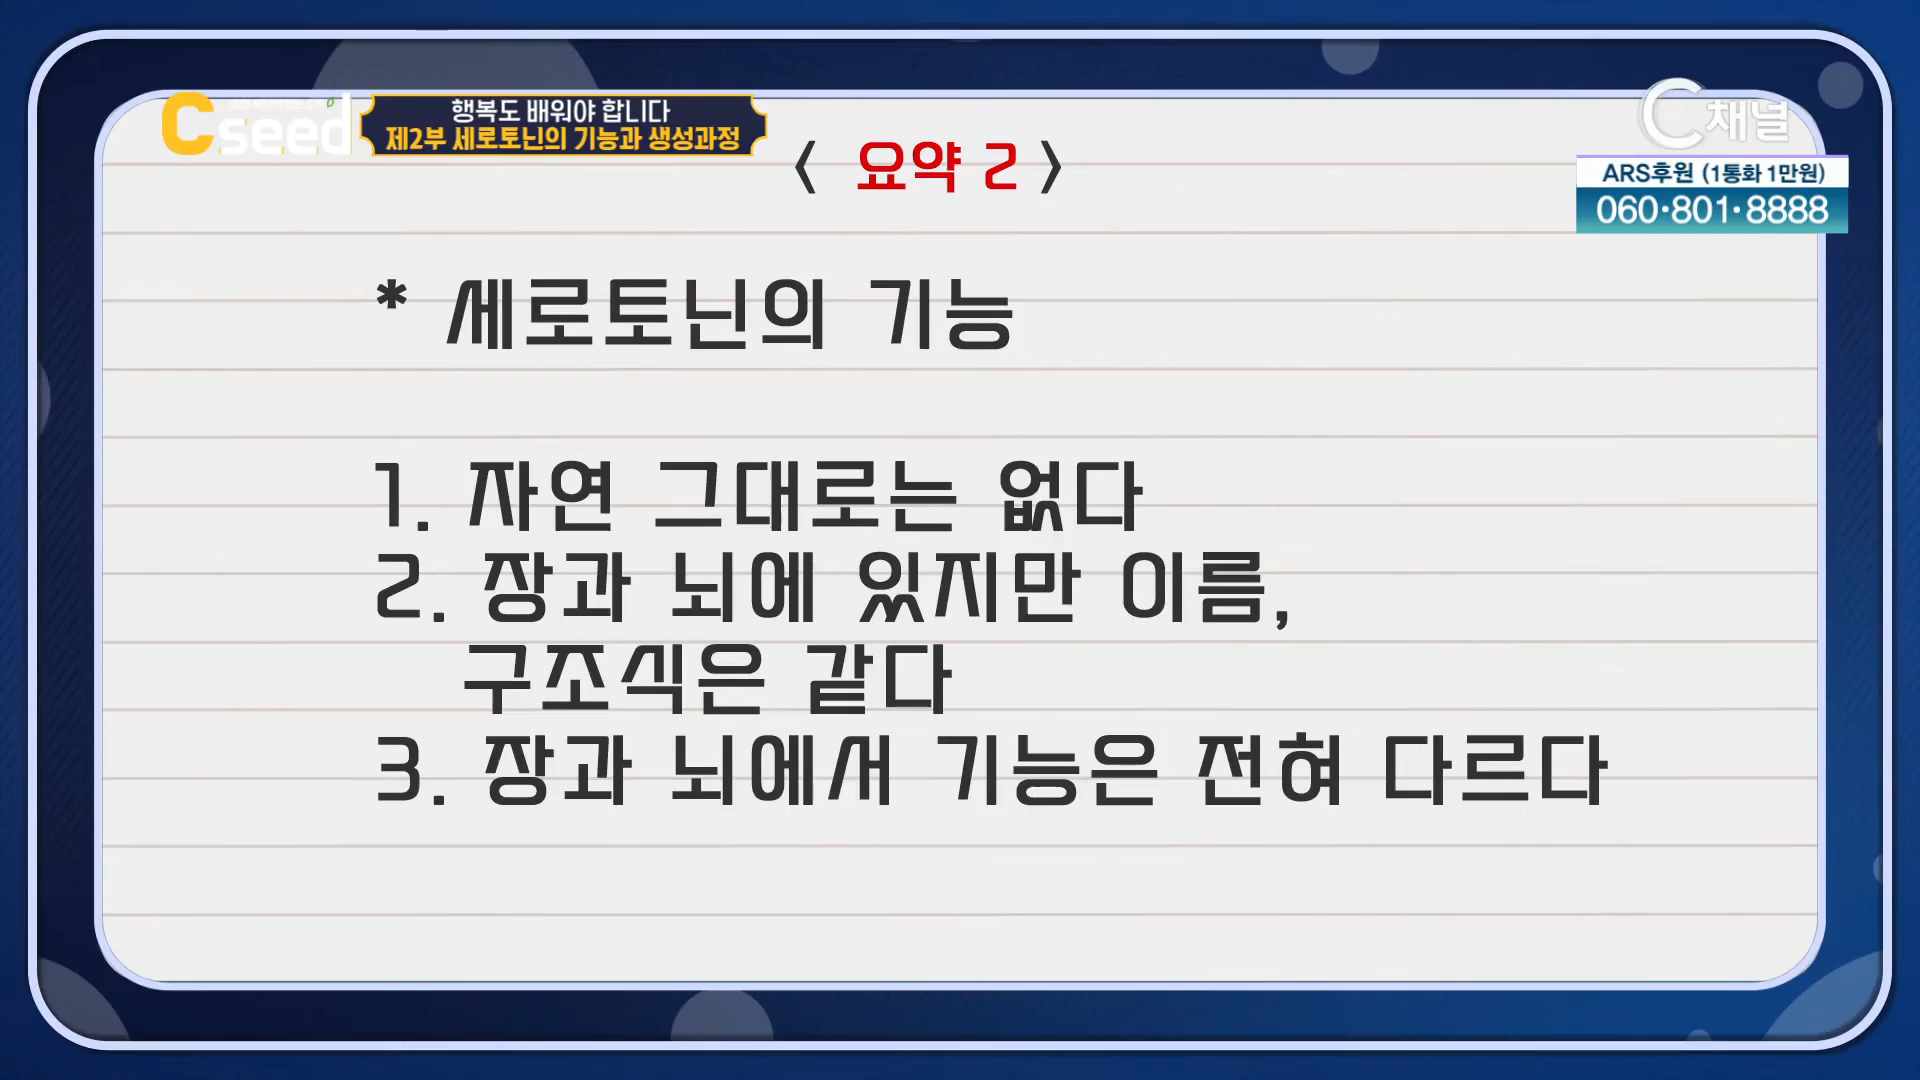 Cseed
행복도 배워야 합니다
제2부 세로토닌의 기능과 생성과정
C채널
ARS후원 (1통화 1만원)
060·801·8888
< 요약 2 >
* 세로토닌의 기능
1. 자연 그대로는 없다
2. 장과 뇌에 있지만 이름,
구조식은 같다
3. 장과 뇌에서 기능은 전혀 다르다